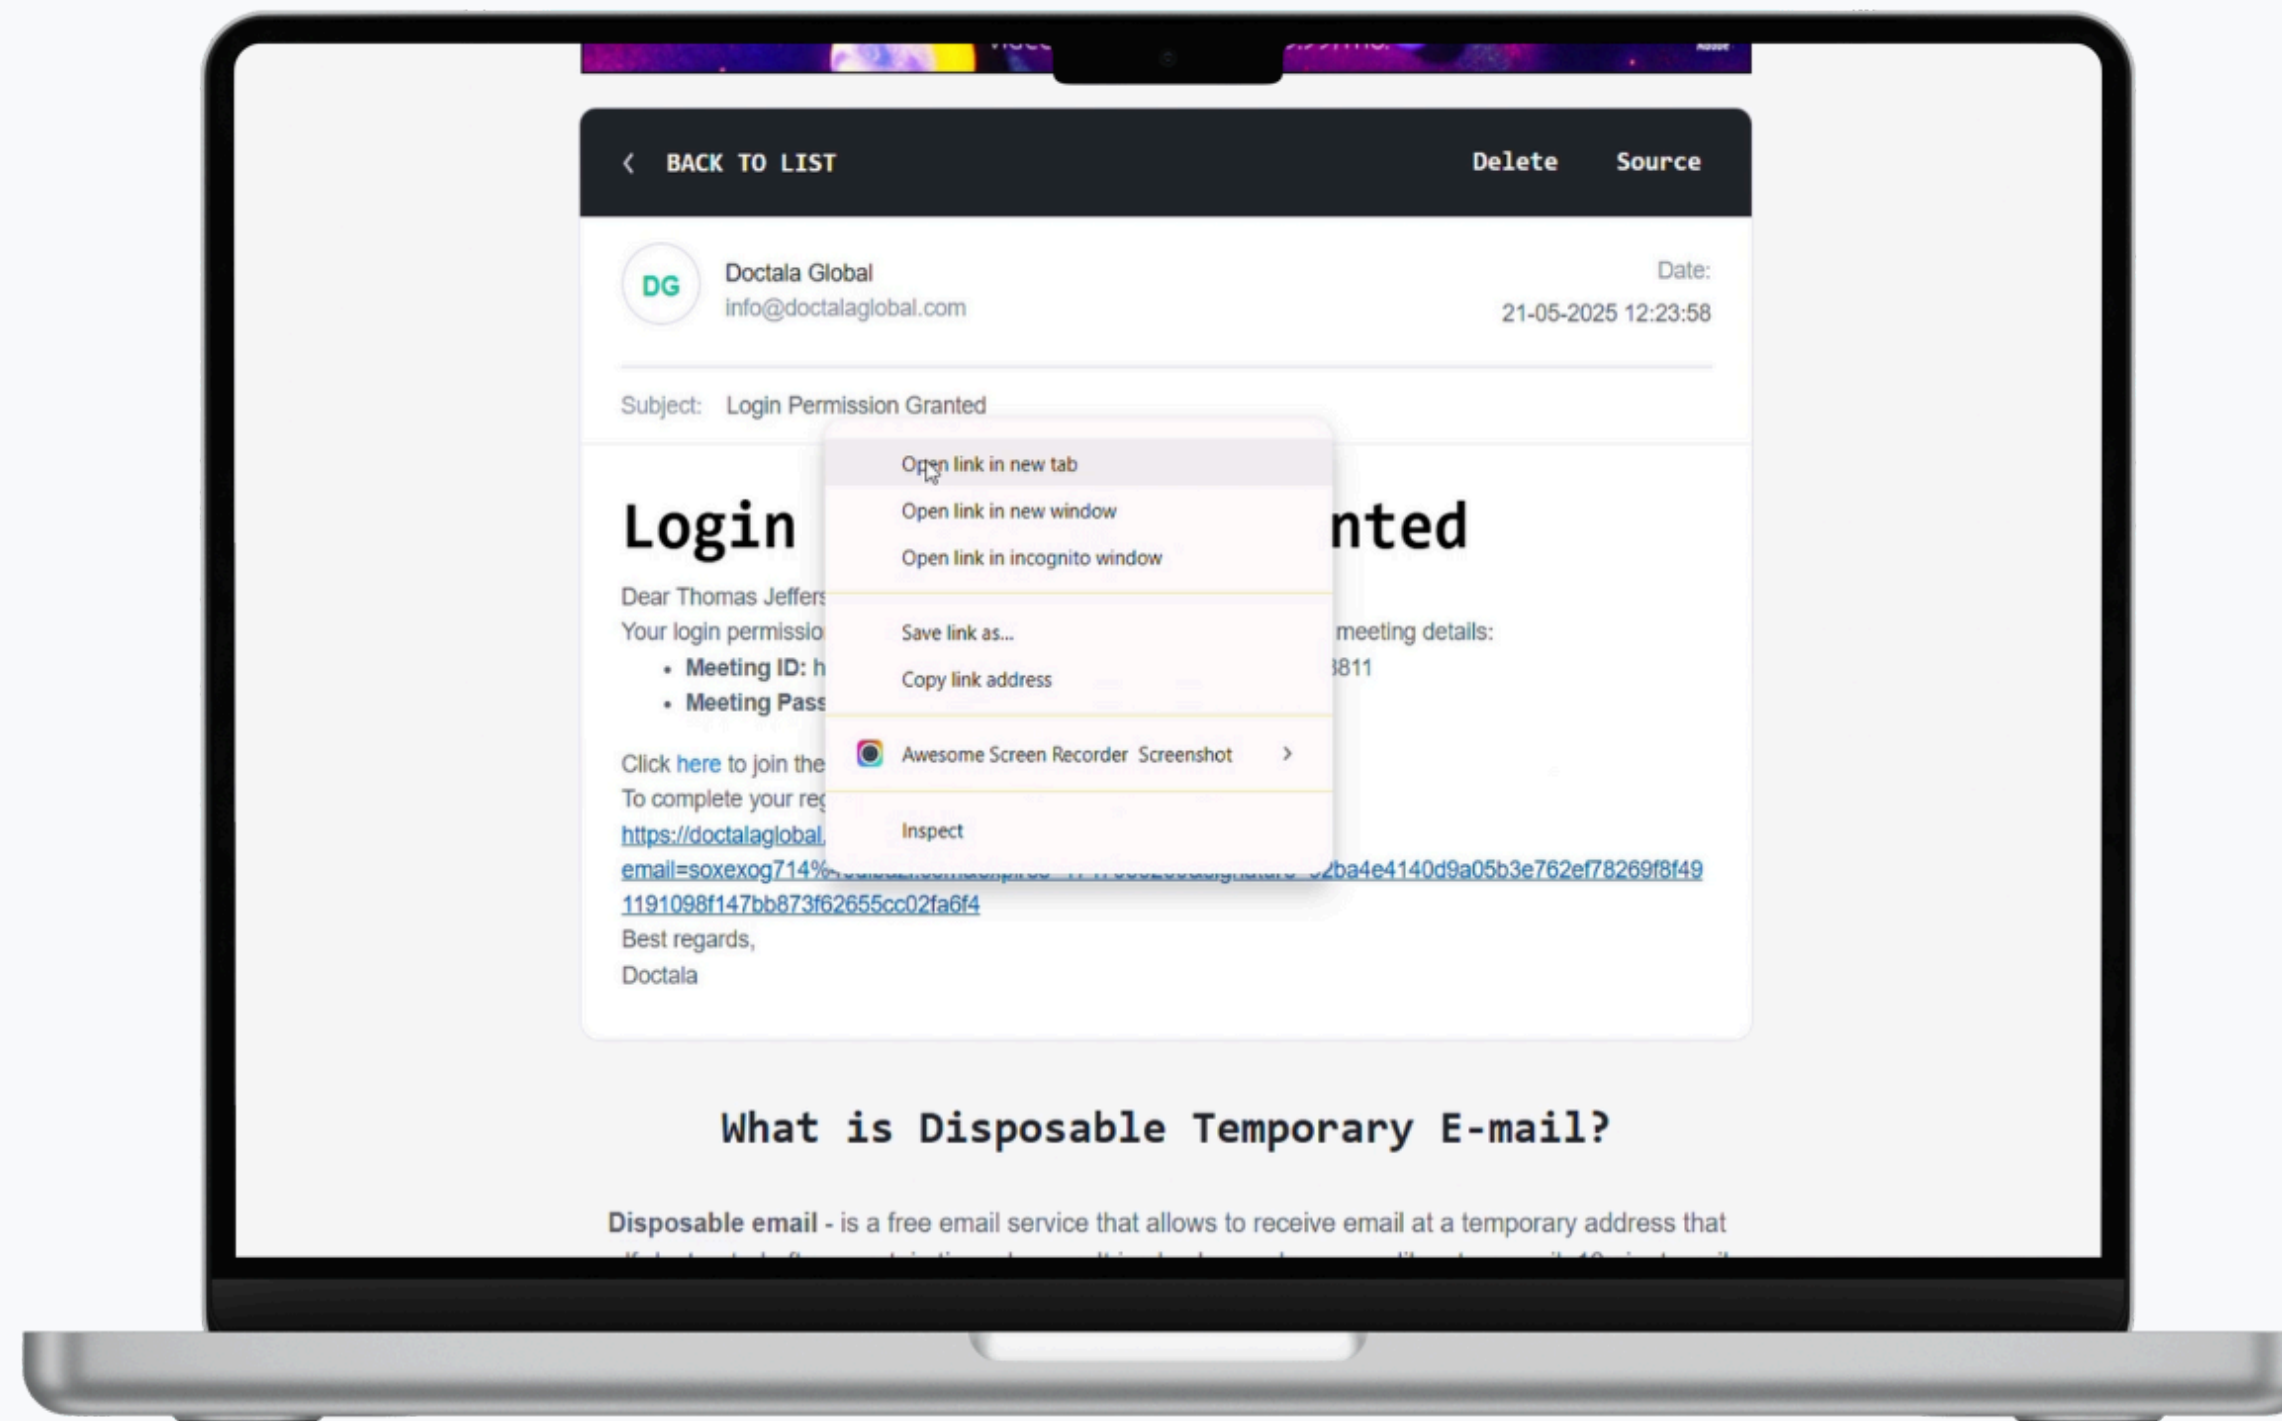 BACK TO LIST Delete Source
DG Doctala Global Date:
info@doctalaglobal.com 21-05-2025 12:23:58
Subject: Login Permission Granted
Open link in new tab
Open link in new window
Open link in incognito window
Save link as...
Copy link address
Awesome Screen Recorder Screenshot
Inspect
Login nted
Dear Thomas
Your login meeting details:
• Meeting ID: 3811
• Meeting
Click here to join the
To complete your
https://doctalaglobal.
email=soxexog714% 2ba4e4140d9a05b3e762ef78269f8f49
1191098f147bb873f62655cc02fa6f4
Best regards,
Doctala
What is Disposable Temporary E-mail?
Disposable email - is a free email service that allows to receive email at a temporary address that